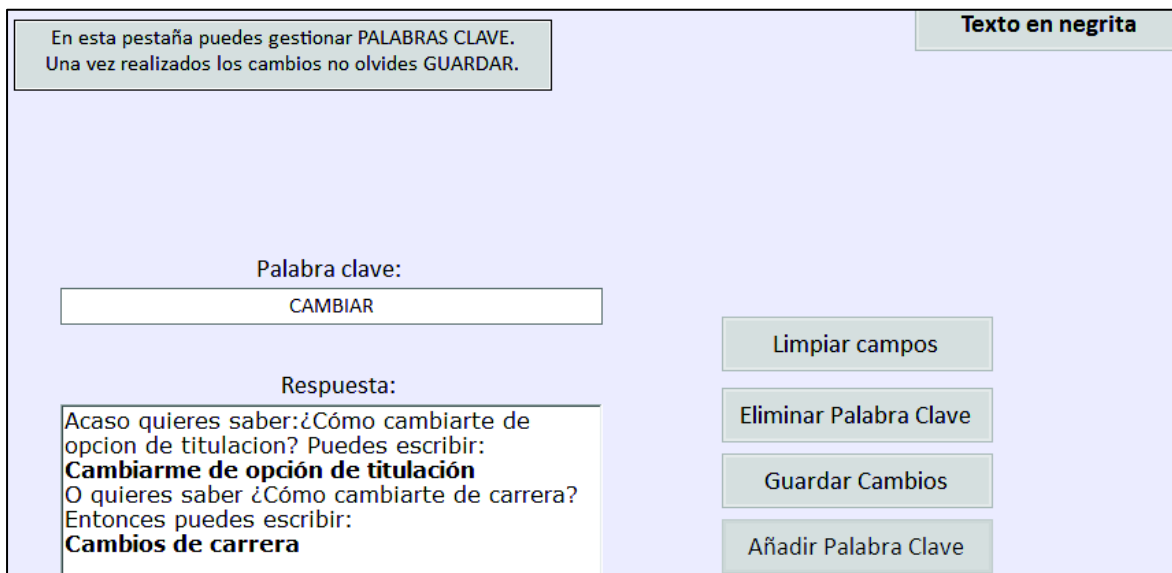 En esta pestaña puedes gestionar PALABRAS CLAVE.
Una vez realizados los cambios no olvides GUARDAR.
Texto en negrita
Palabra clave:
CAMBIAR
Respuesta:
Acaso quieres saber:¿Cómo cambiarte de
opcion de titulacion? Puedes escribir:
Cambiarme de opción de titulación
O quieres saber ¿Cómo cambiarte de carrera?
Entonces puedes escribir:
Cambios de carrera
Limpiar campos
Eliminar Palabra Clave
Guardar Cambios
Añadir Palabra Clave